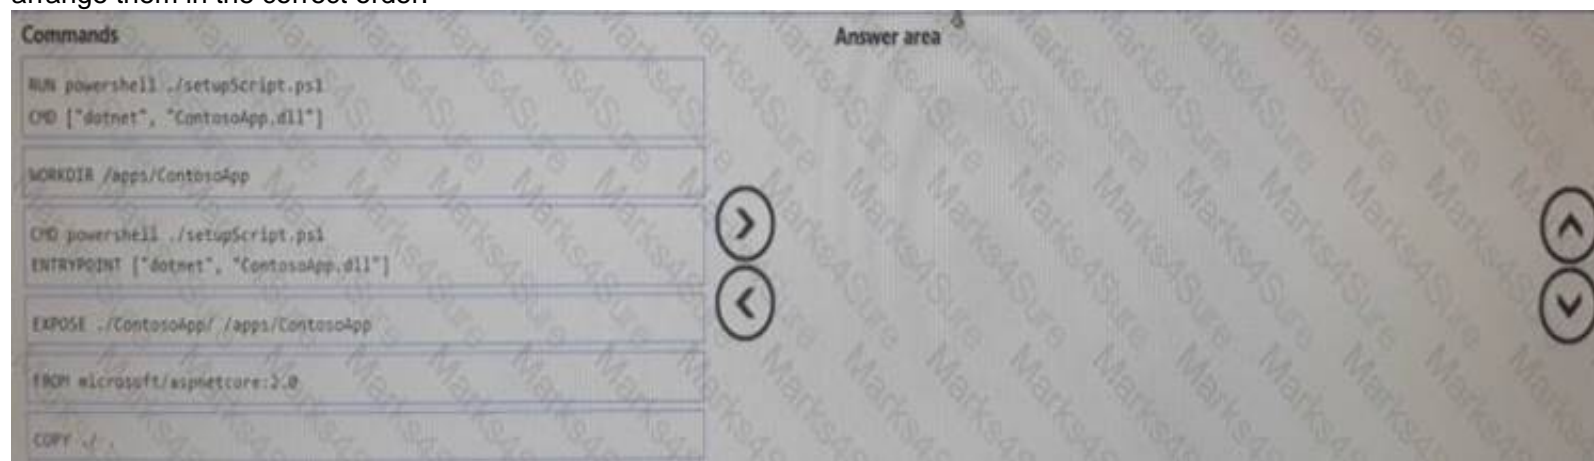 arrange them in the correct order.
Commands
Answer area
RUN powershell ./setupScript.ps1
CMD ["dotnet", "ContosoApp.dll"]
WORKDIR /apps/ContosoApp
CMD powershell ./setupScript.ps1
ENTRYPOINT ["dotnet", "ContosoApp.dll"]
EXPOSE ./ContosoApp/ /apps/ContosoApp
FROM microsoft/aspnetcore:2.0
COPY ./ .
Marks4Sure